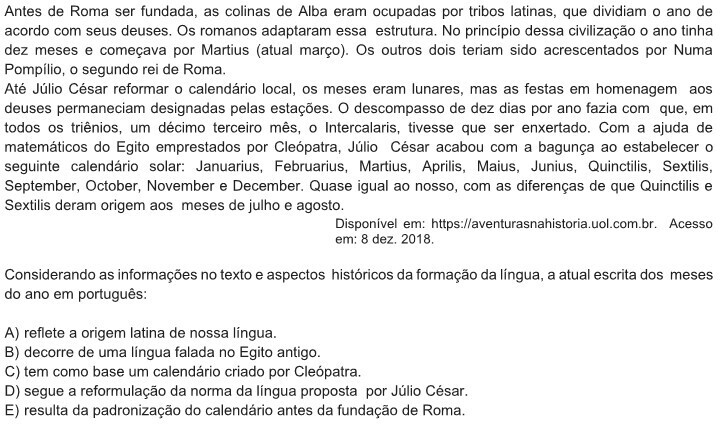 Antes de Roma ser fundada, as colinas de Alba eram ocupadas por tribos latinas, que dividiam o ano de
acordo com seus deuses. Os romanos adaptaram essa estrutura. No princípio dessa civilização o ano tinha
dez meses e começava por Martius (atual março). Os outros dois teriam sido acrescentados por Numa
Pompílio, o segundo rei de Roma.
Até Júlio César reformar o calendário local, os meses eram lunares, mas as festas em homenagem aos
deuses permaneciam designadas pelas estações. O descompasso de dez dias por ano fazia com que, em
todos os triênios, um décimo terceiro mês, o Intercalaris, tivesse que ser enxertado. Com a ajuda de
matemáticos do Egito emprestados por Cleópatra, Júlio César acabou com a bagunça ao estabelecer o
seguinte calendário solar: Januarius, Februarius, Martius, Aprilis, Maius, Junius, Quinctilis, Sextilis,
September, October, November e December. Quase igual ao nosso, com as diferenças de que Quinctilis e
Sextilis deram origem aos meses de julho e agosto.
Disponível em: https://aventurasnahistoria.uol.com.br. Acesso
em: 8 dez. 2018.
Considerando as informações no texto e aspectos históricos da formação da língua, a atual escrita dos meses
do ano em português:
A) reflete a origem latina de nossa língua.
B) decorre de uma língua falada no Egito antigo.
C) tem como base um calendário criado por Cleópatra.
D) segue a reformulação da norma da língua proposta por Júlio César.
E) resulta da padronização do calendário antes da fundação de Roma.